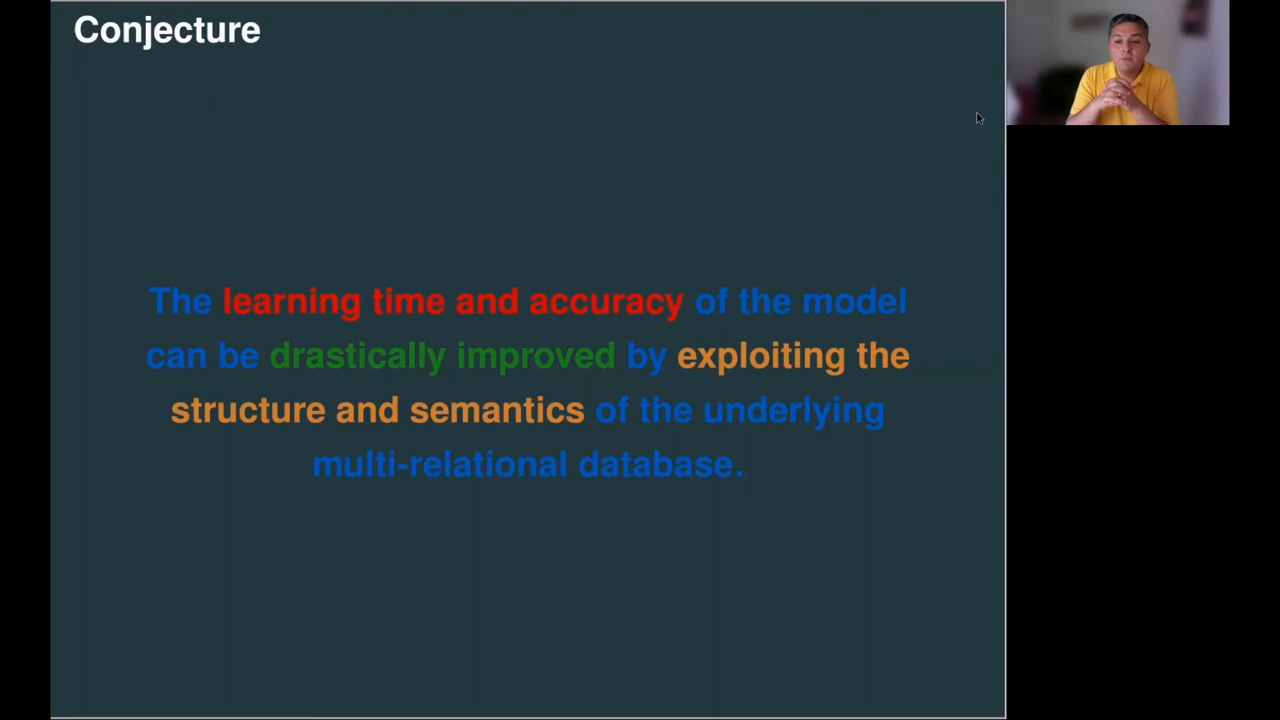 Conjecture
The learning time and accuracy of the model
can be drastically improved by exploiting the
structure and semantics of the underlying
multi-relational database.